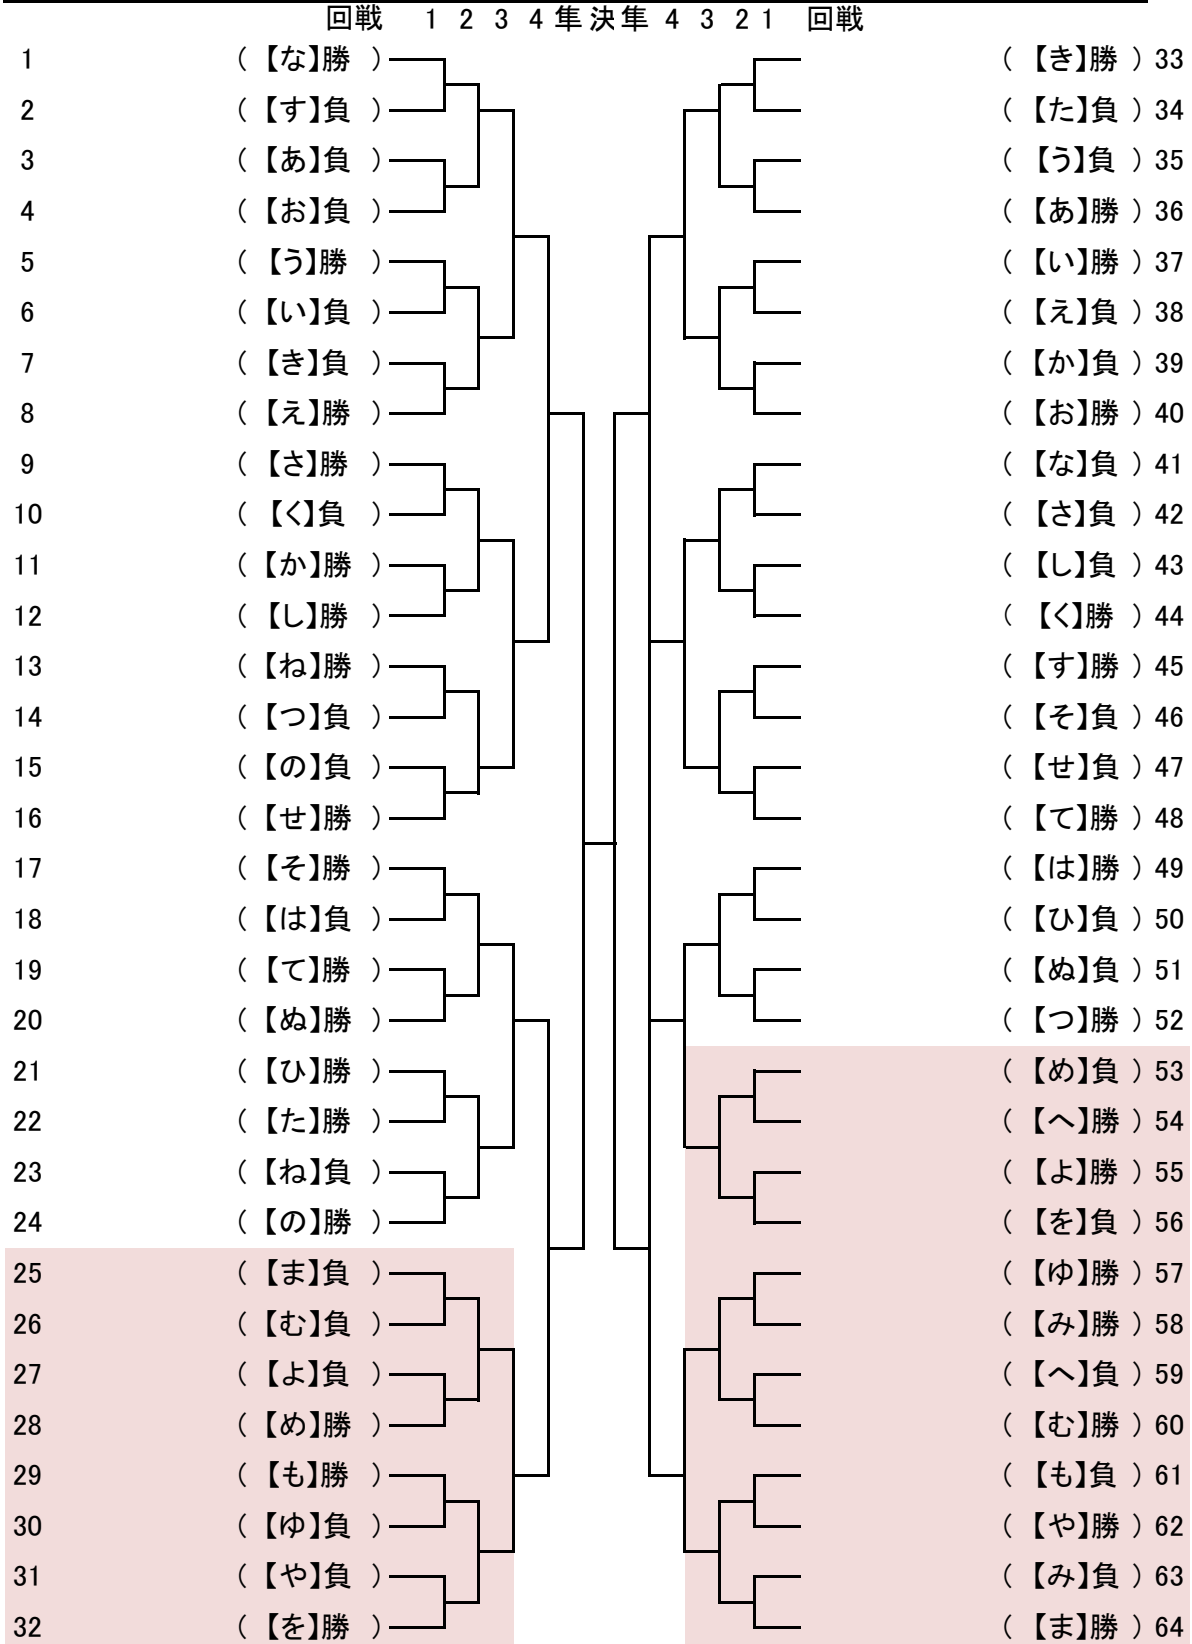 回戦 1 2 3 4 隼 決 隼 4 3 2 1 回戦
1 (【な】勝 ) (【き】勝 ) 33
2 (【す】負 ) (【た】負 ) 34
3 (【あ】負 ) (【う】負 ) 35
4 (【お】負 ) (【あ】勝 ) 36
5 (【う】勝 ) (【い】勝 ) 37
6 (【い】負 ) (【え】負 ) 38
7 (【き】負 ) (【か】負 ) 39
8 (【え】勝 ) (【お】勝 ) 40
9 (【さ】勝 ) (【な】負 ) 41
10 (【く】負 ) (【さ】負 ) 42
11 (【か】勝 ) (【し】負 ) 43
12 (【し】勝 ) (【く】勝 ) 44
13 (【ね】勝 ) (【す】勝 ) 45
14 (【つ】負 ) (【そ】負 ) 46
15 (【の】負 ) (【せ】負 ) 47
16 (【せ】勝 ) (【て】勝 ) 48
17 (【そ】勝 ) (【は】勝 ) 49
18 (【は】負 ) (【ひ】負 ) 50
19 (【て】勝 ) (【ぬ】負 ) 51
20 (【ぬ】勝 ) (【つ】勝 ) 52
21 (【ひ】勝 ) (【め】負 ) 53
22 (【た】勝 ) (【へ】勝 ) 54
23 (【ね】負 ) (【よ】勝 ) 55
24 (【の】勝 ) (【を】負 ) 56
25 (【ま】負 ) (【ゆ】勝 ) 57
26 (【む】負 ) (【み】勝 ) 58
27 (【よ】負 ) (【へ】負 ) 59
28 (【め】勝 ) (【む】勝 ) 60
29 (【も】勝 ) (【も】負 ) 61
30 (【ゆ】負 ) (【や】勝 ) 62
31 (【や】負 ) (【み】負 ) 63
32 (【を】勝 ) (【ま】勝 ) 64